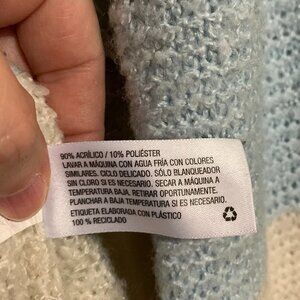 90% ACRÍLICO / 10% POLIÉSTER
LAVAR A MÁQUINA CON AGUA FRÍA CON COLORES
SIMILARES. CICLO DELICADO. SÓLO BLANQUEADOR
SIN CLORO SI ES NECESARIO. SECAR A MÁQUINA A
TEMPERATURA BAJA. RETIRAR OPORTUNAMENTE.
PLANCHAR A BAJA TEMPERATURA SI ES NECESARIO.
ETIQUETA ELABORADA CON PLÁSTICO
100 % RECICLADO